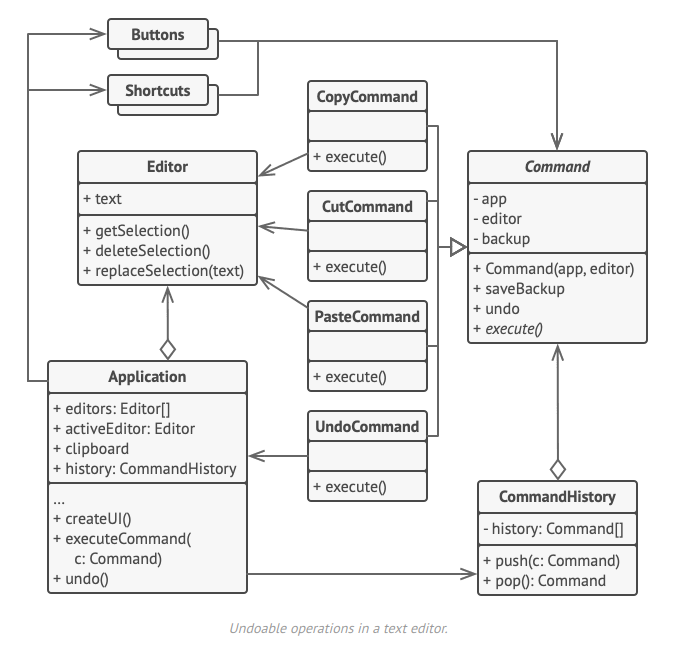 Buttons
Shortcuts
CopyCommand
+ execute()
Editor
+ text
+ getSelection()
+ deleteSelection()
+ replaceSelection(text)
CutCommand
+ execute()
Command
- app
- editor
- backup
+ Command(app, editor)
+ saveBackup
+ undo
+ execute()
PasteCommand
+ execute()
Application
+ editors: Editor[]
+ activeEditor: Editor
+ clipboard
+ history: CommandHistory
...
+ createUI()
+ executeCommand(
c: Command)
+ undo()
UndoCommand
+ execute()
CommandHistory
- history: Command[]
+ push(c: Command)
+ pop(): Command
Undoable operations in a text editor.